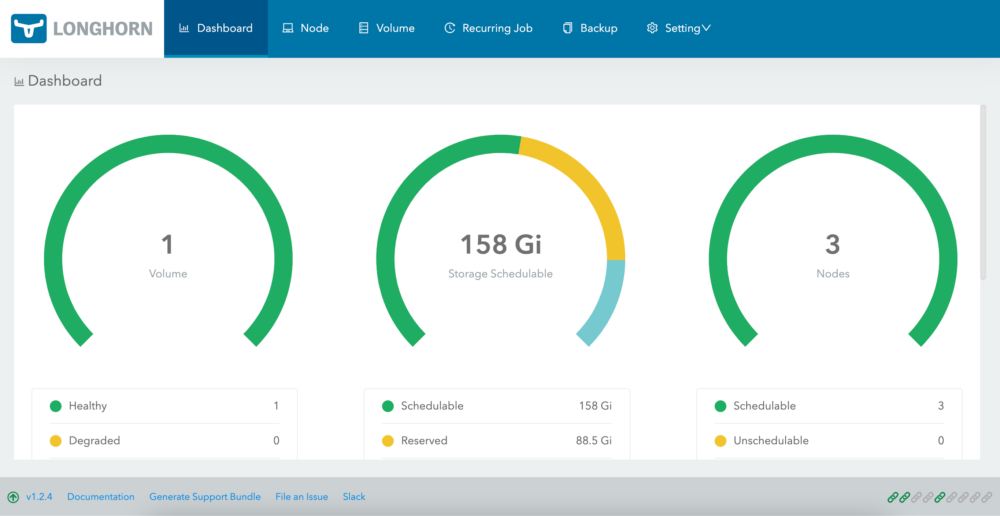 LONGHORN
Dashboard
Node
Volume
Recurring Job
Backup
Setting
Dashboard
1
Volume
158 Gi
Storage Schedulable
3
Nodes
Healthy 1
Degraded 0
Schedulable 158 Gi
Reserved 88.5 Gi
Schedulable 3
Unschedulable 0
v1.2.4 Documentation Generate Support Bundle File an Issue Slack